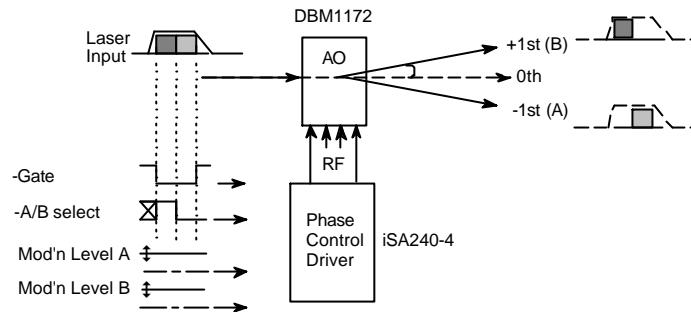 DBM1172
Laser
Input
AO
+1st (B)
0th
-1st (A)
RF
-Gate
-A/B select
Phase
Control
Driver
iSA240-4
Mod'n Level A
Mod'n Level B